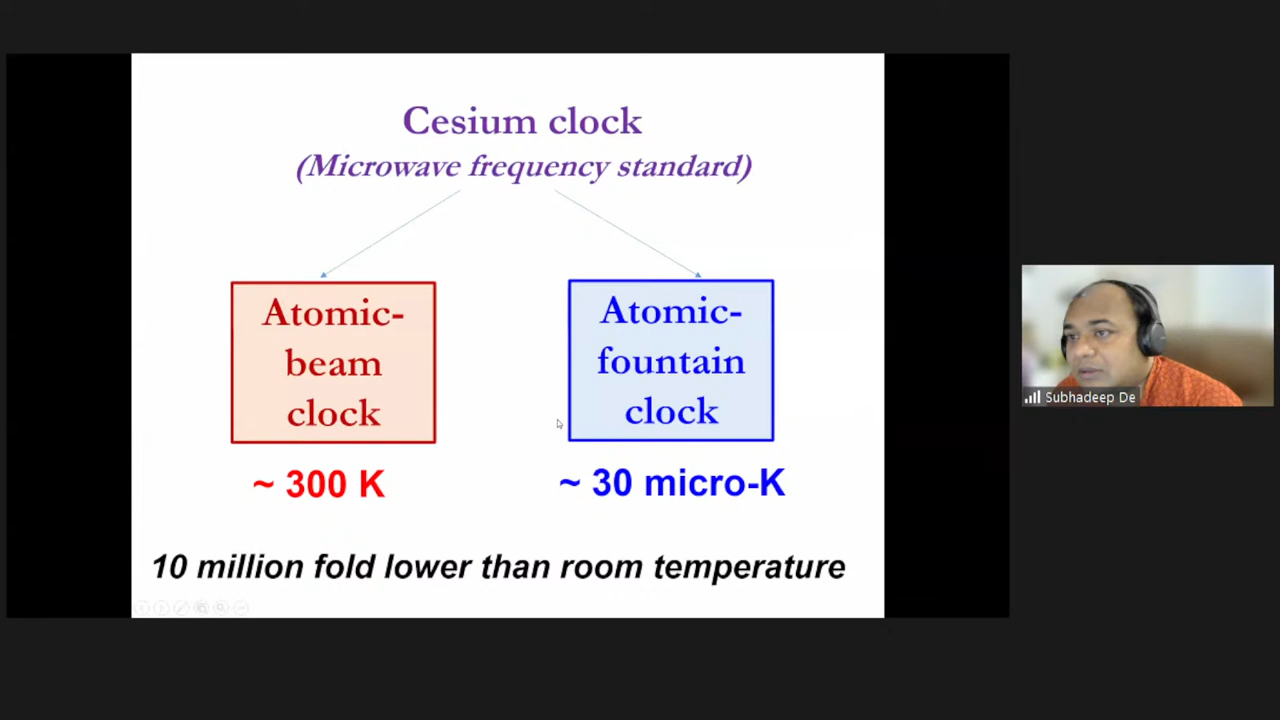 Cesium clock
(Microwave frequency standard)
Atomic-
beam
clock
Atomic-
fountain
clock
~ 300 K
~ 30 micro-K
10 million fold lower than room temperature
Subhadeep De